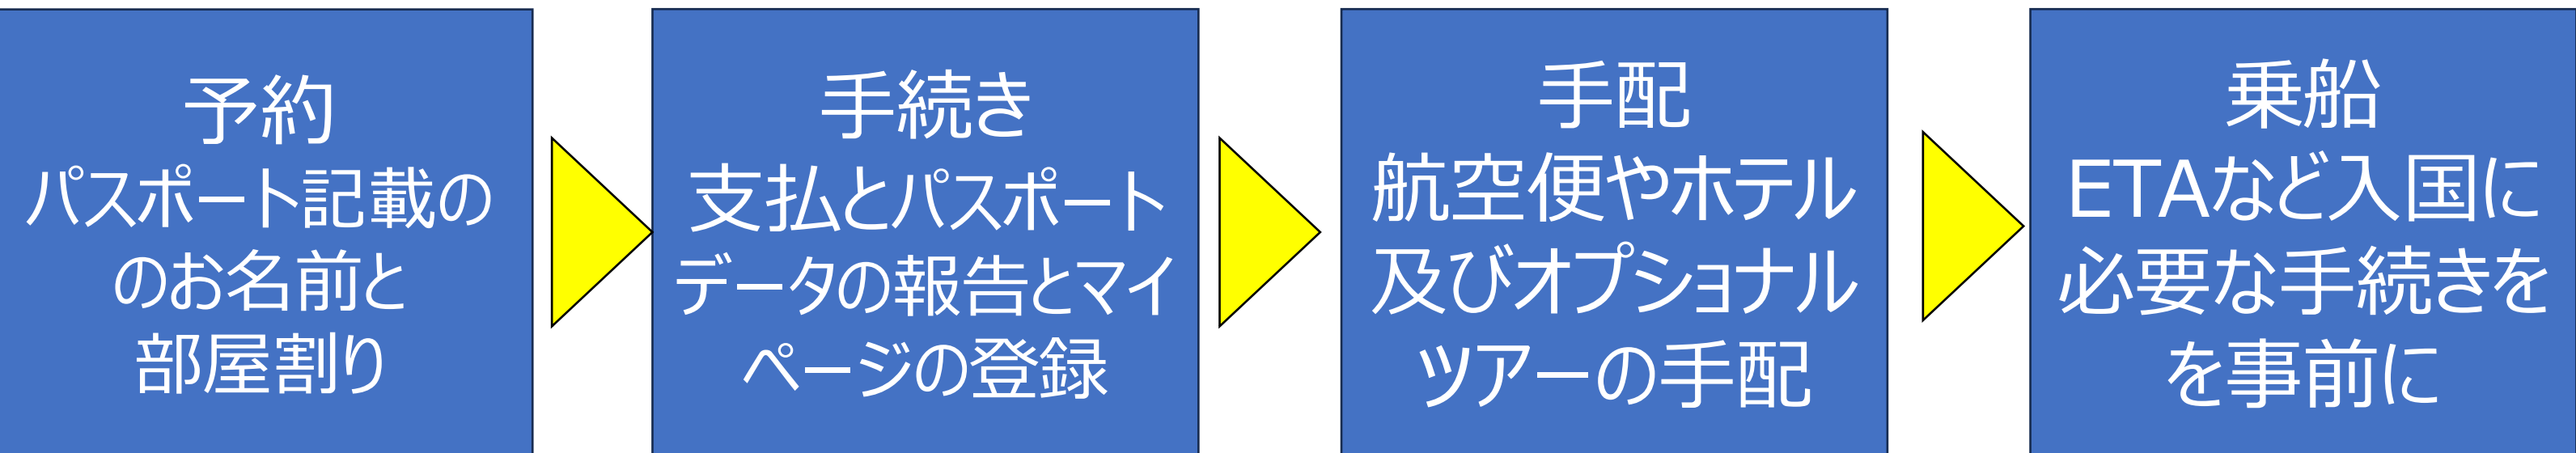 予約
パスポート記載の
のお名前と
部屋割り
手続き
支払とパスポート
データの報告とマイ
ページの登録
手配
航空便やホテル
及びオプショナル
ツアーの手配
乗船
ETAなど入国に
必要な手続きを
を事前に